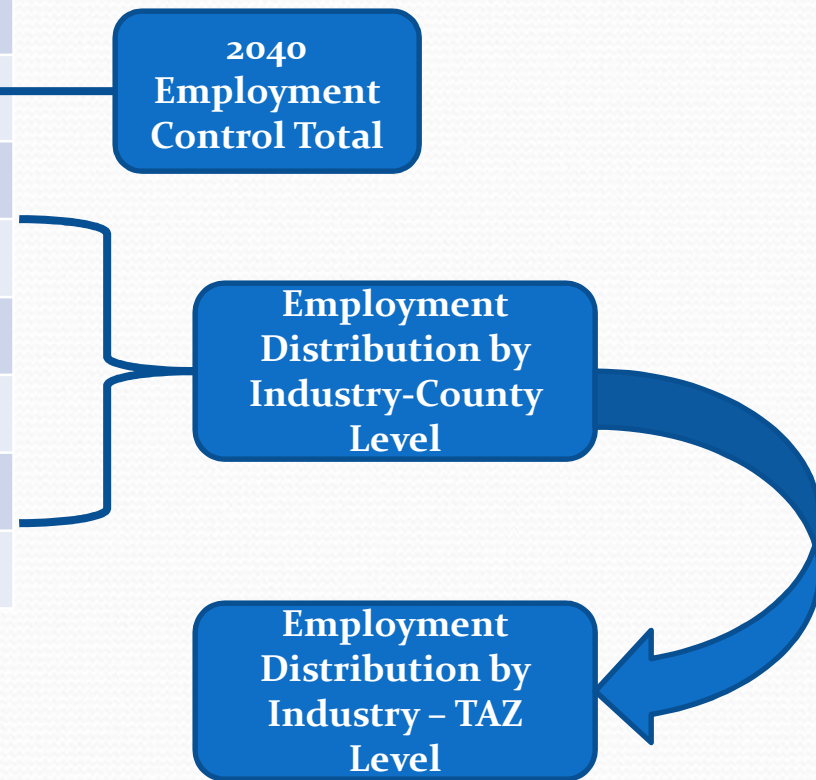 2040
Employment
Control Total
Employment
Distribution by
Industry-County
Level
Employment
Distribution by
Industry – TAZ
Level